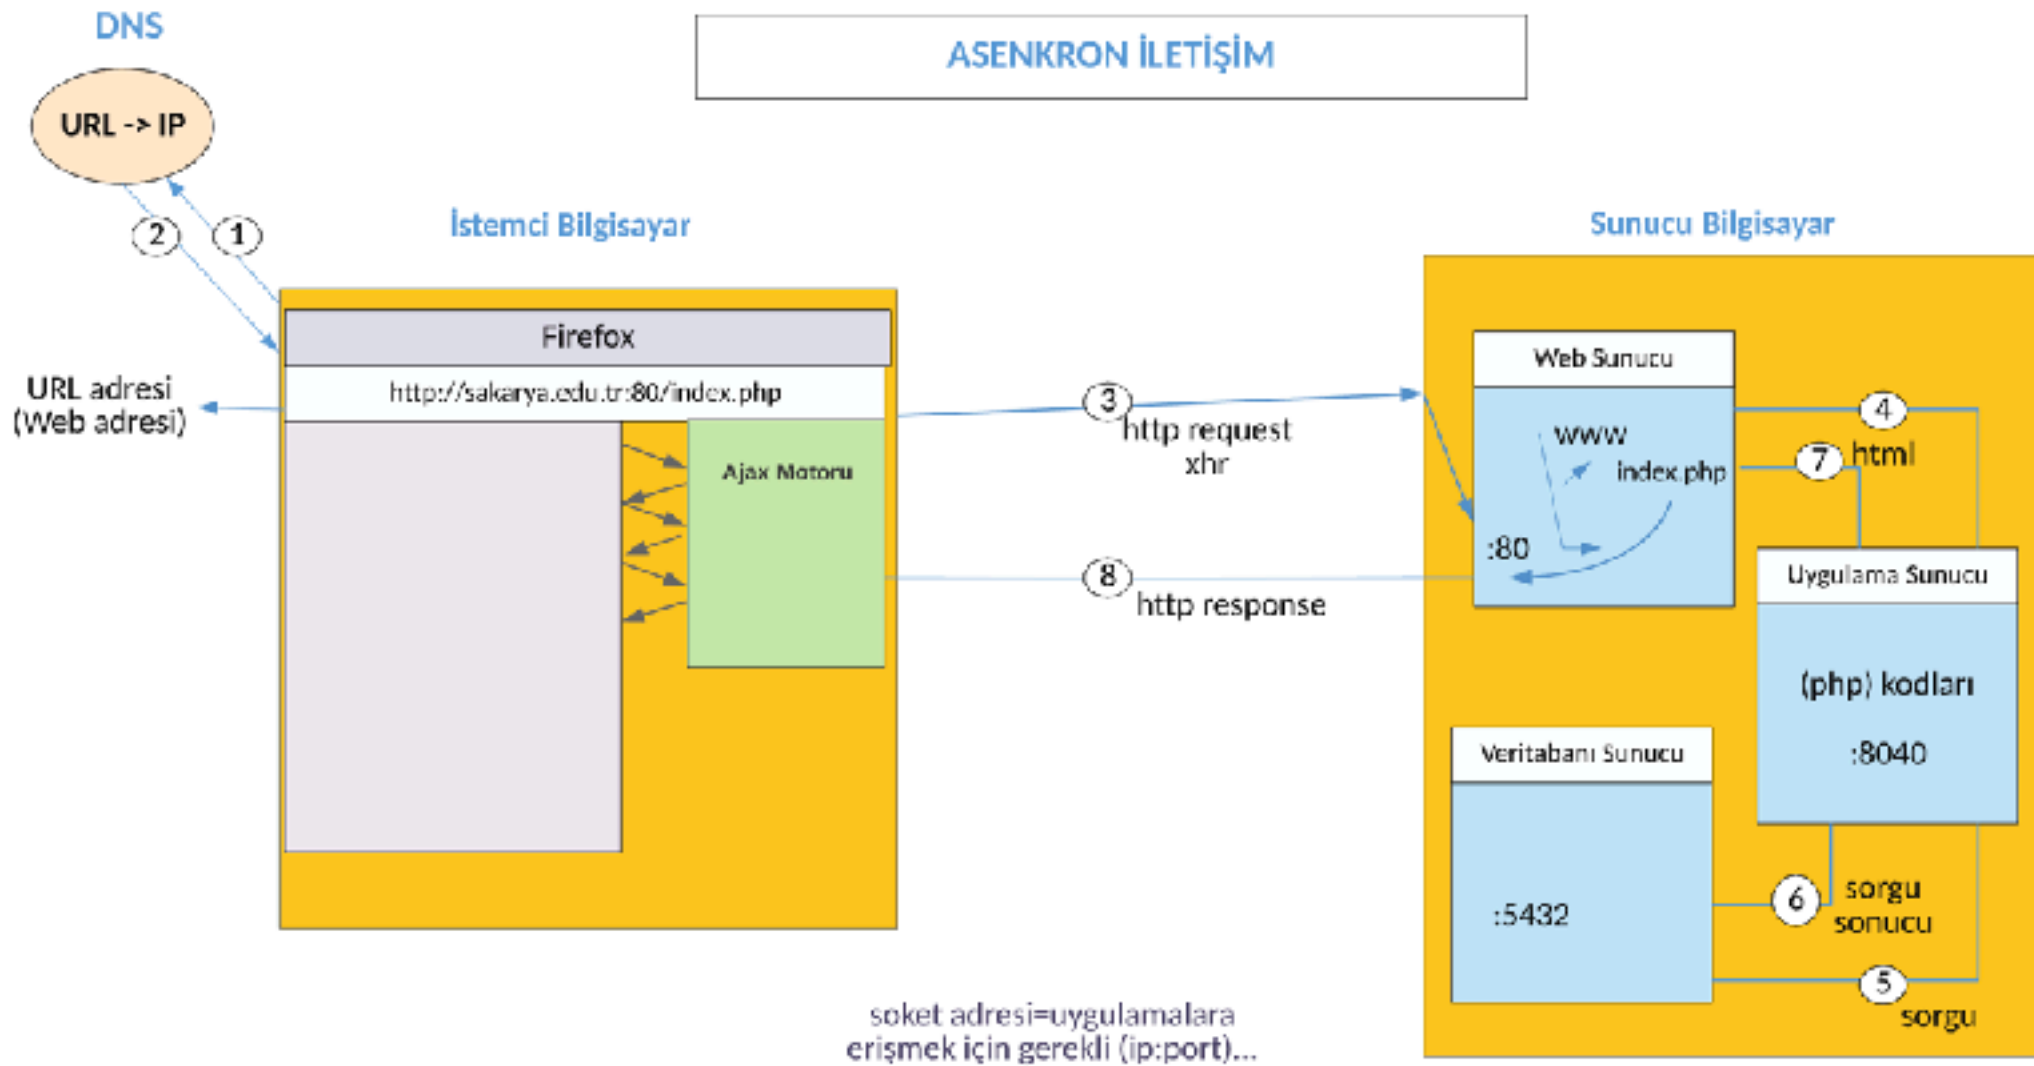 DNS
ASENKRON İLETİŞİM
URL -> IP
2
1
İstemci Bilgisayar
Sunucu Bilgisayar
Firefox
http://sakarya.edu.tr:80/index.php
URL adresi
(Web adresi)
Ajax Motoru
3
http request
xhr
8
http response
Web Sunucu
www
index.php
:80
4
html
7
Uygulama Sunucu
(php) kodları
:8040
Veritabanı Sunucu
:5432
6
sorgu
sonucu
5
sorgu
soket adresi=uygulamalara
erişmek için gerekli (ip:port)...